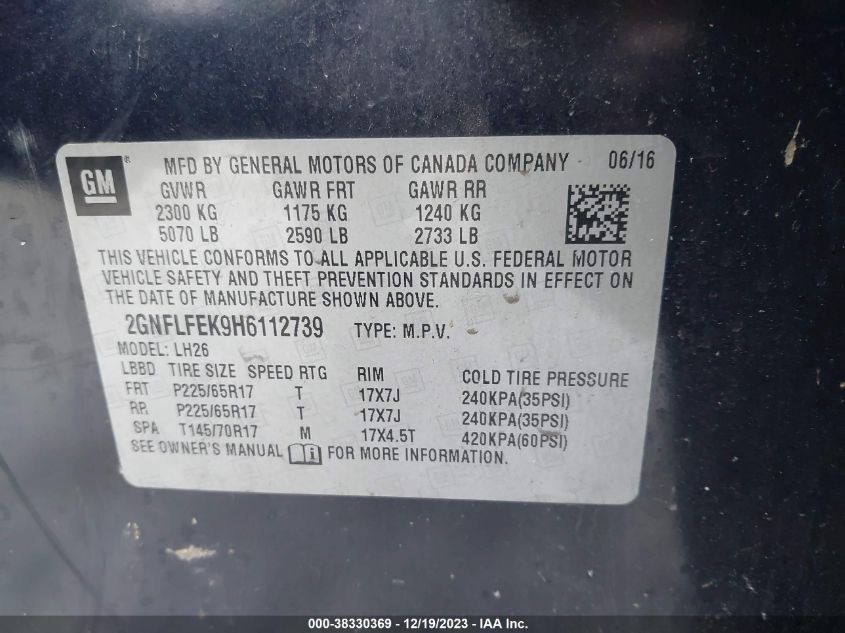 GM ® MFD BY GENERAL MOTORS OF CANADA COMPANY 06/16
GVWR GAWR FRT GAWR RR
2300 KG 1175 KG 1240 KG
5070 LB 2590 LB 2733 LB
THIS VEHICLE CONFORMS TO ALL APPLICABLE U.S. FEDERAL MOTOR
VEHICLE SAFETY AND THEFT PREVENTION STANDARDS IN EFFECT ON
THE DATE OF MANUFACTURE SHOWN ABOVE.
2GNFLFEK9H6112739 TYPE: M.P.V.
MODEL: LH26
LBBD TIRE SIZE SPEED RTG RIM COLD TIRE PRESSURE
FRT P225/65R17 T 17X7J 240KPA(35PSI)
RR P225/65R17 T 17X7J 240KPA(35PSI)
SPA T145/70R17 M 17X4.5T 420KPA(60PSI)
SEE OWNER'S MANUAL i FOR MORE INFORMATION.
000-38330369 - 12/19/2023 - IAA Inc.